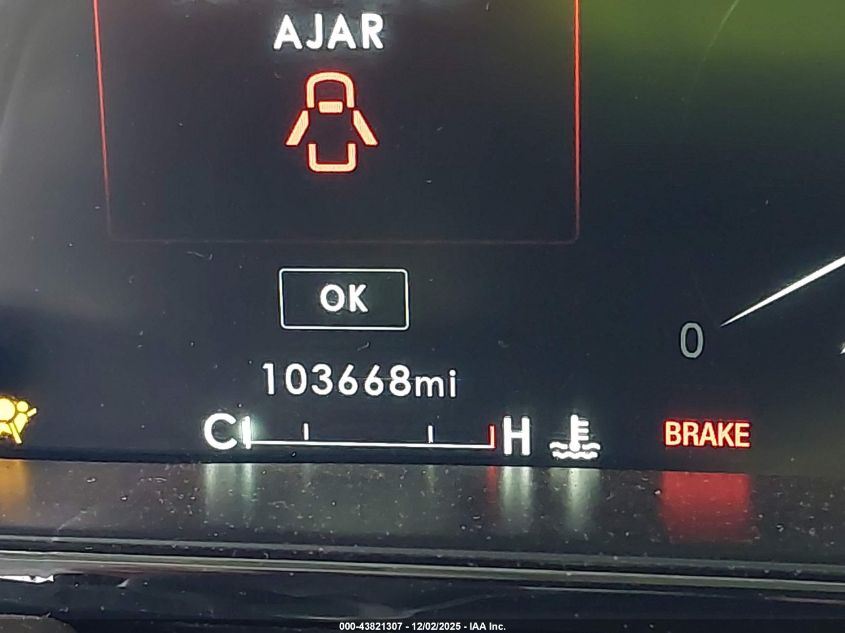 AJAR
OK
0
103668mi
C H
BRAKE
000-43821307 - 12/02/2025 - IAA Inc.